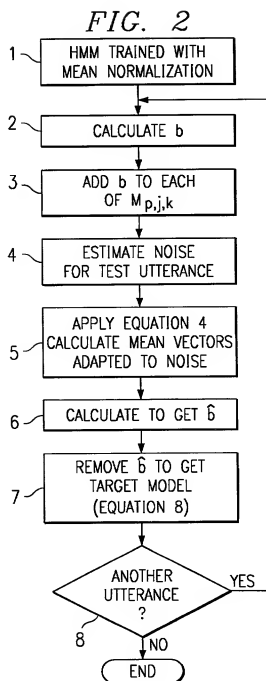 FIG. 2
1
HMM TRAINED WITH
MEAN NORMALIZATION
2
CALCULATE b
3
ADD b TO EACH
OF M p,j,k
4
ESTIMATE NOISE
FOR TEST UTTERANCE
5
APPLY EQUATION 4
CALCULATE MEAN VECTORS
ADAPTED TO NOISE
6
CALCULATE TO GET b̂
7
REMOVE b̂ TO GET
TARGET MODEL
(EQUATION 8)
ANOTHER
UTTERANCE
?
YES
8
NO
END